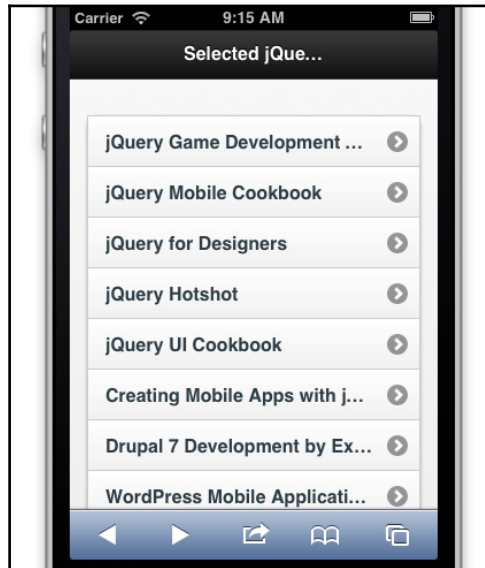 Carrier 9:15 AM
Selected jQue...
jQuery Game Development ...
jQuery Mobile Cookbook
jQuery for Designers
jQuery Hotshot
jQuery UI Cookbook
Creating Mobile Apps with j...
Drupal 7 Development by Ex...
WordPress Mobile Applicati...